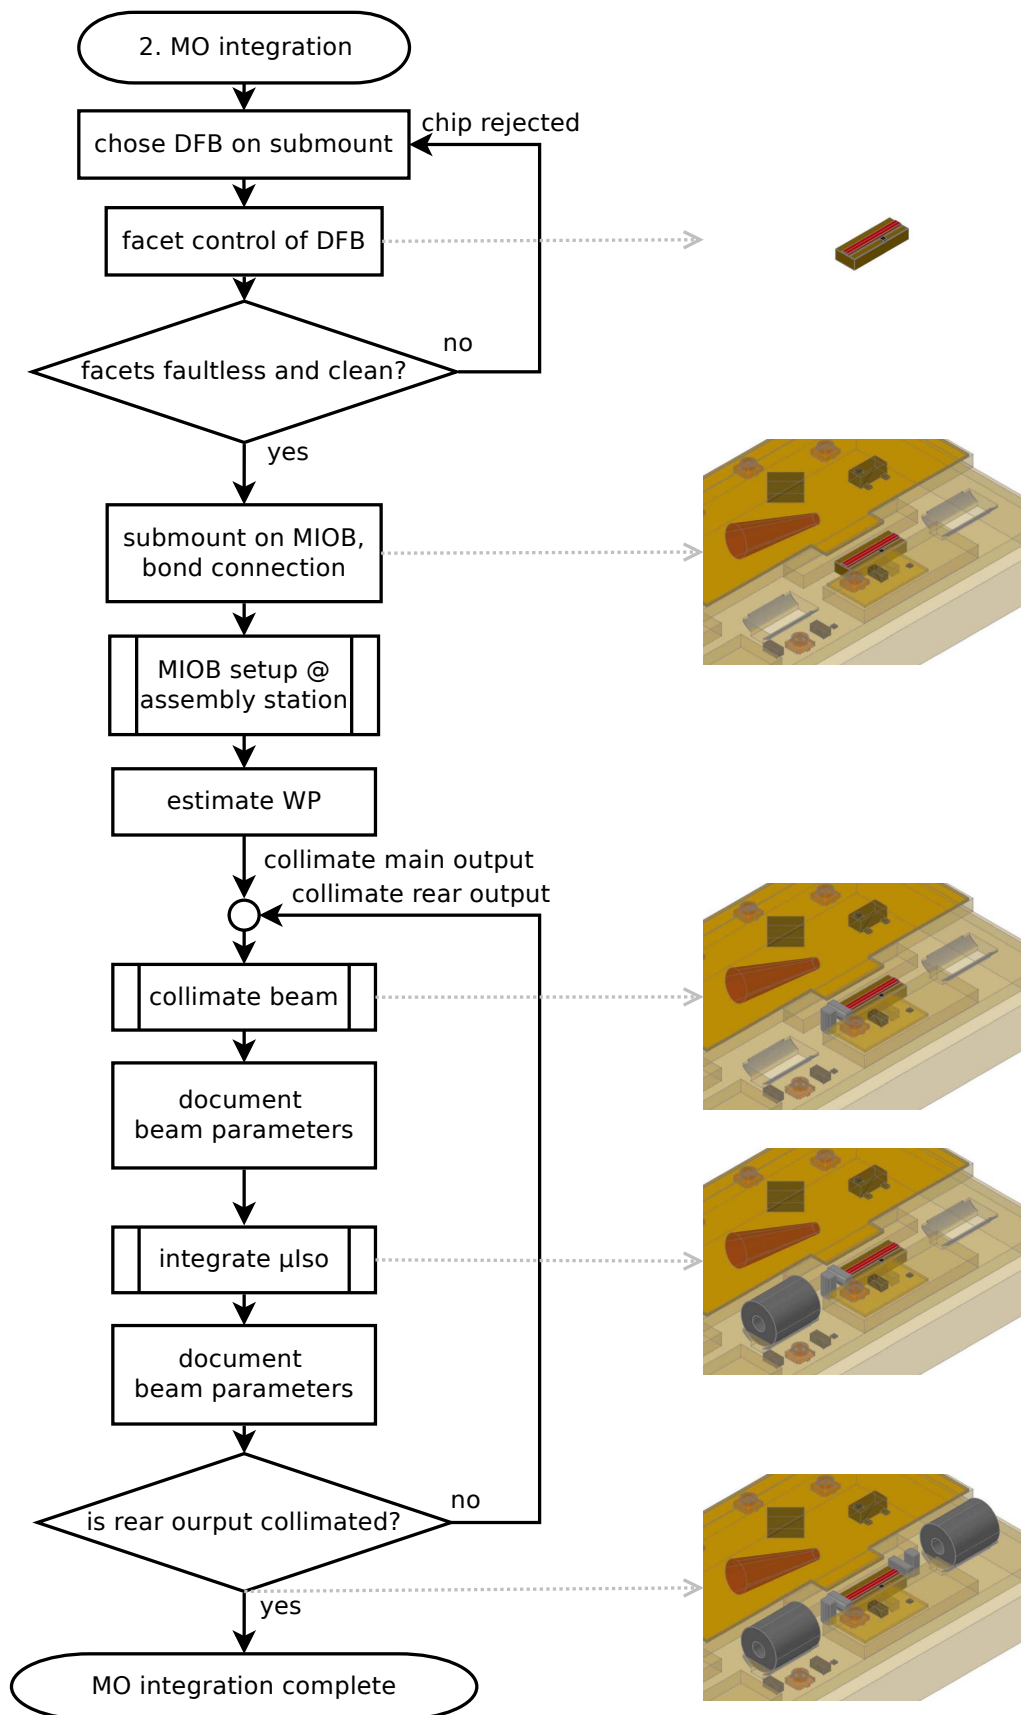 2. MO integration
chip rejected
chose DFB on submount
facet control of DFB
no
facets faultless and clean?
yes
submount on MIOB,
bond connection
MIOB setup @
assembly station
estimate WP
collimate main output
collimate rear output
collimate beam
document
beam parameters
integrate µIso
document
beam parameters
no
is rear ourput collimated?
yes
MO integration complete